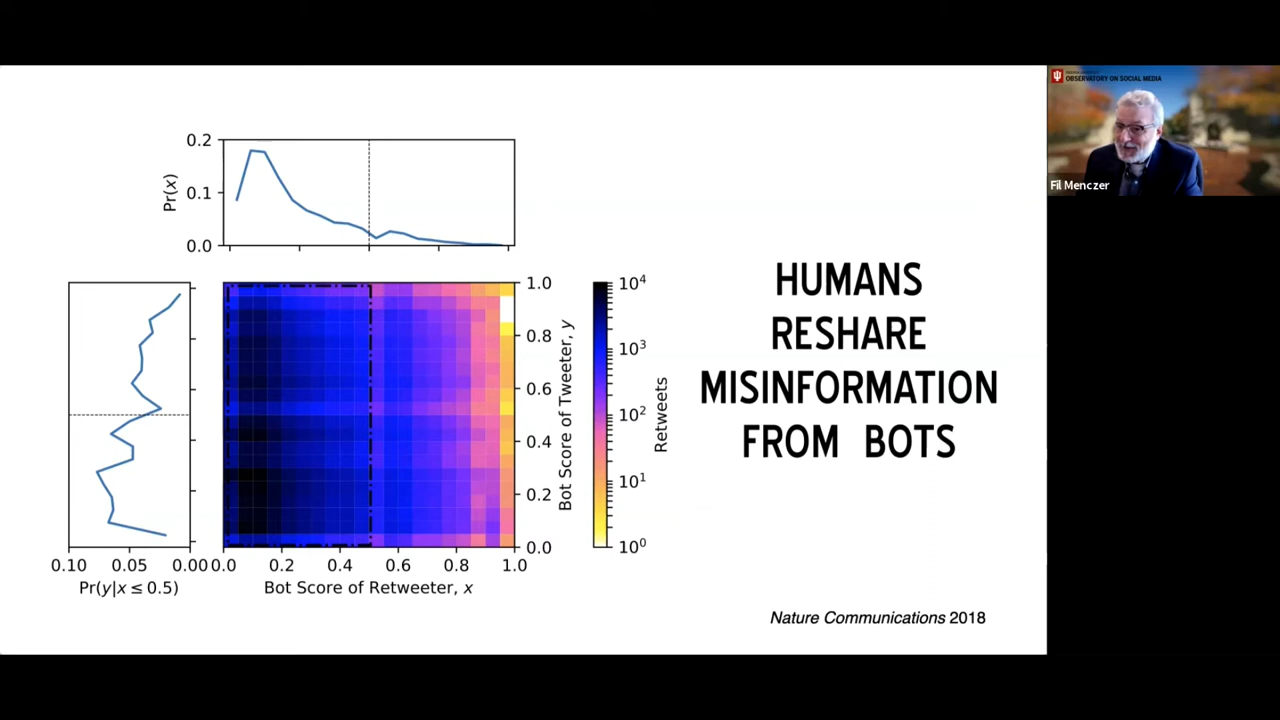 OBSERVATORY ON SOCIAL MEDIA
Fil Menczer
0.2
0.1
0.0
Pr(x)
0.10
0.05
0.00
Pr(y|x ≤ 0.5)
0.0
0.2
0.4
0.6
0.8
1.0
Bot Score of Retweeter, x
1.0
0.8
0.6
0.4
0.2
0.0
Bot Score of Tweeter, y
10⁴
10³
10²
10¹
10⁰
Retweets
HUMANS
RESHARE
MISINFORMATION
FROM BOTS
Nature Communications 2018